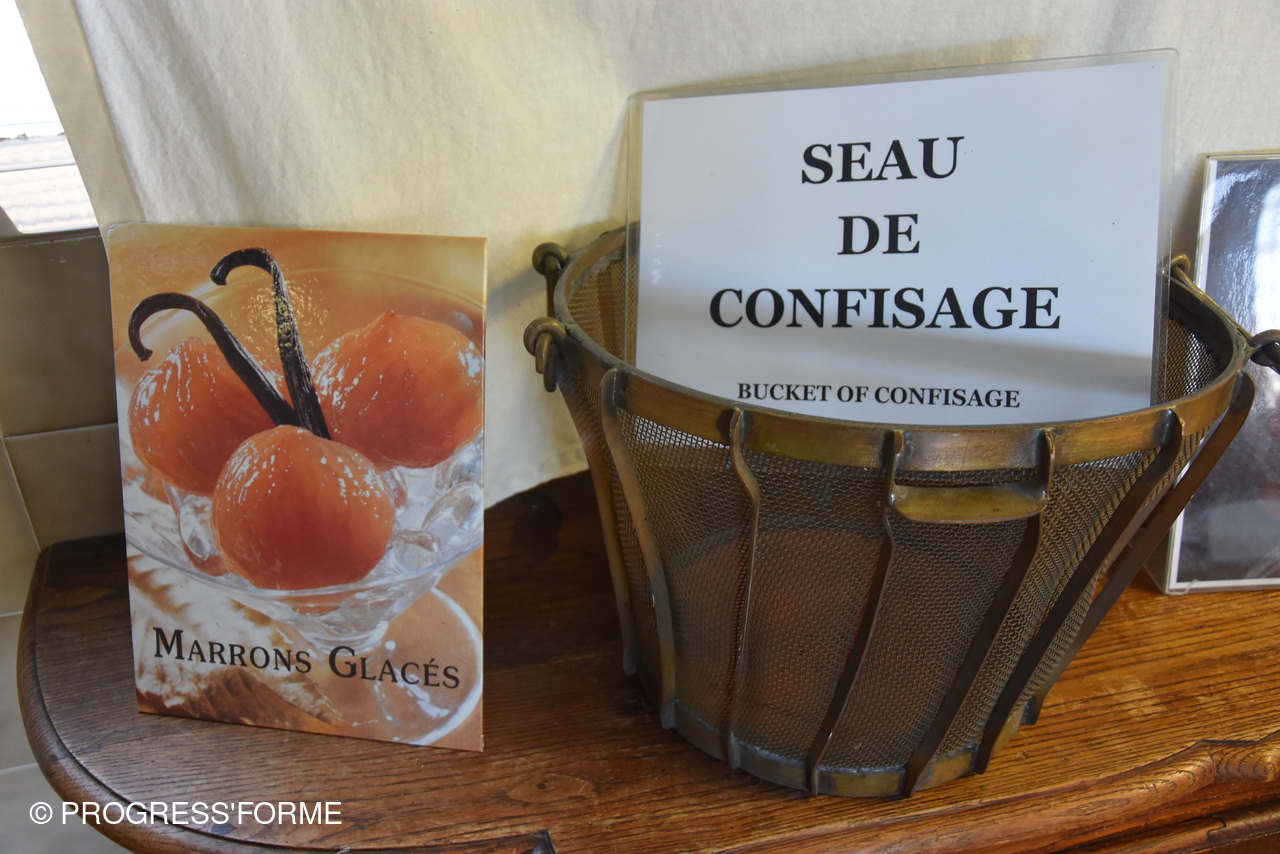 SEAU
DE
CONFISAGE
BUCKET OF CONFISAGE
MARRONS GLACÉS
© PROGRESS'FORME